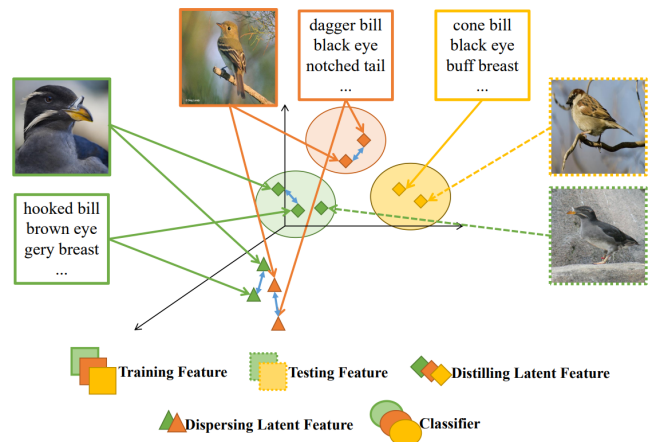 dagger bill
black eye
notched tail
...
cone bill
black eye
buff breast
...
hooked bill
brown eye
gery breast
...
Training Feature
Testing Feature
Distilling Latent Feature
Dispersing Latent Feature
Classifier